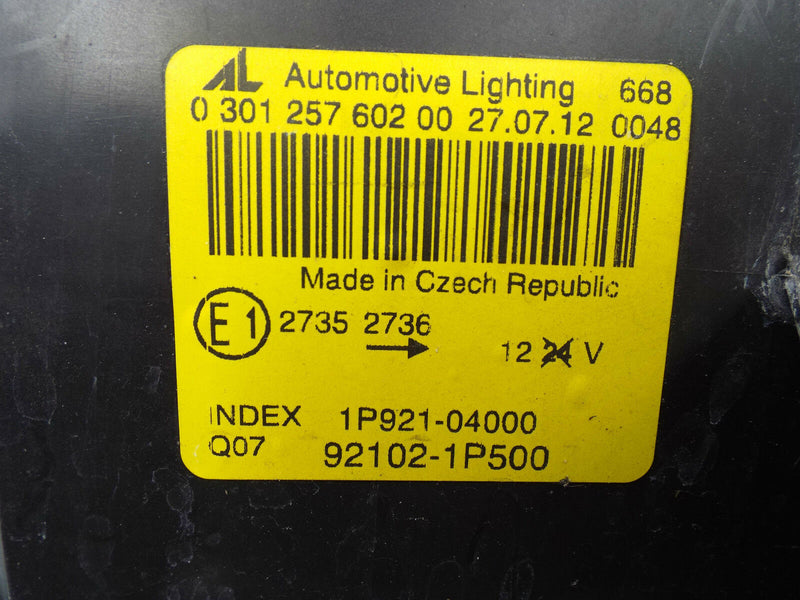 AL Automotive Lighting 668
0 301 257 602 00 27.07.12 0048
Made in Czech Republic
E1 2735 2736
12 24 V
INDEX 1P921-04000
Q07 92102-1P500